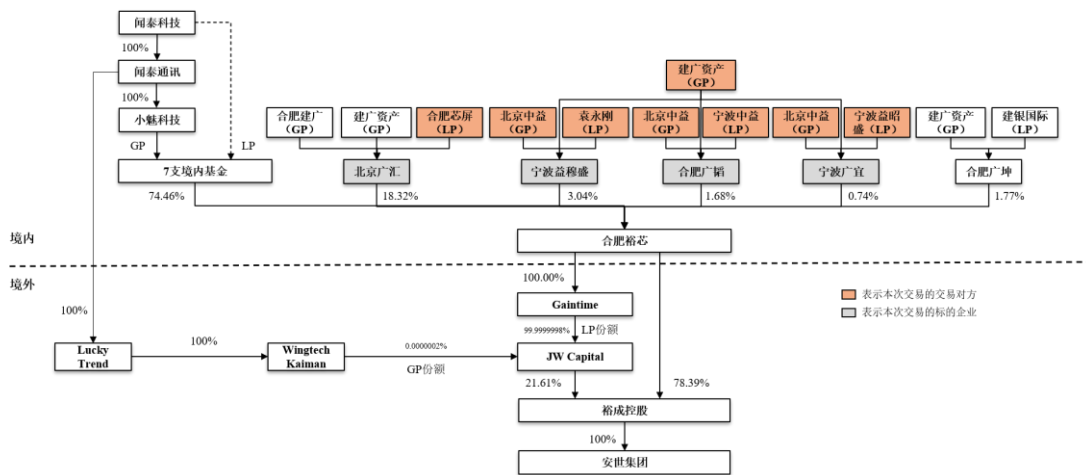 闻泰科技
100%
闻泰通讯
100%
小魅科技
GP
LP
7支境内基金
74.46%
建广资产
（GP）
合肥建广
（GP）
建广资产
（GP）
合肥芯屏
（LP）
北京中益
（GP）
袁永刚
（LP）
北京中益
（GP）
宁波中益
（LP）
北京中益
（GP）
宁波益昭
盛（LP）
建广资产
（GP）
建银国际
（LP）
北京广汇
宁波益穆盛
合肥广韬
宁波广宜
合肥广坤
18.32%
3.04%
1.68%
0.74%
1.77%
合肥裕芯
境内
境外
100.00%
Gaintime
99.9999998%
LP份额
表示本次交易的交易对方
表示本次交易的标的企业
100%
Lucky
Trend
100%
Wingtech
Kaiman
0.0000002%
GP份额
JW Capital
21.61%
78.39%
裕成控股
100%
安世集团